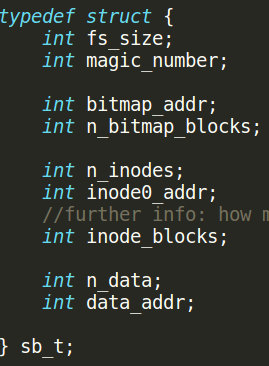 typedef struct {
    int fs_size;
    int magic_number;

    int bitmap_addr;
    int n_bitmap_blocks;

    int n_inodes;
    int inode0_addr;
    //further info: how
    int inode_blocks;

    int n_data;
    int data_addr;

} sb_t;